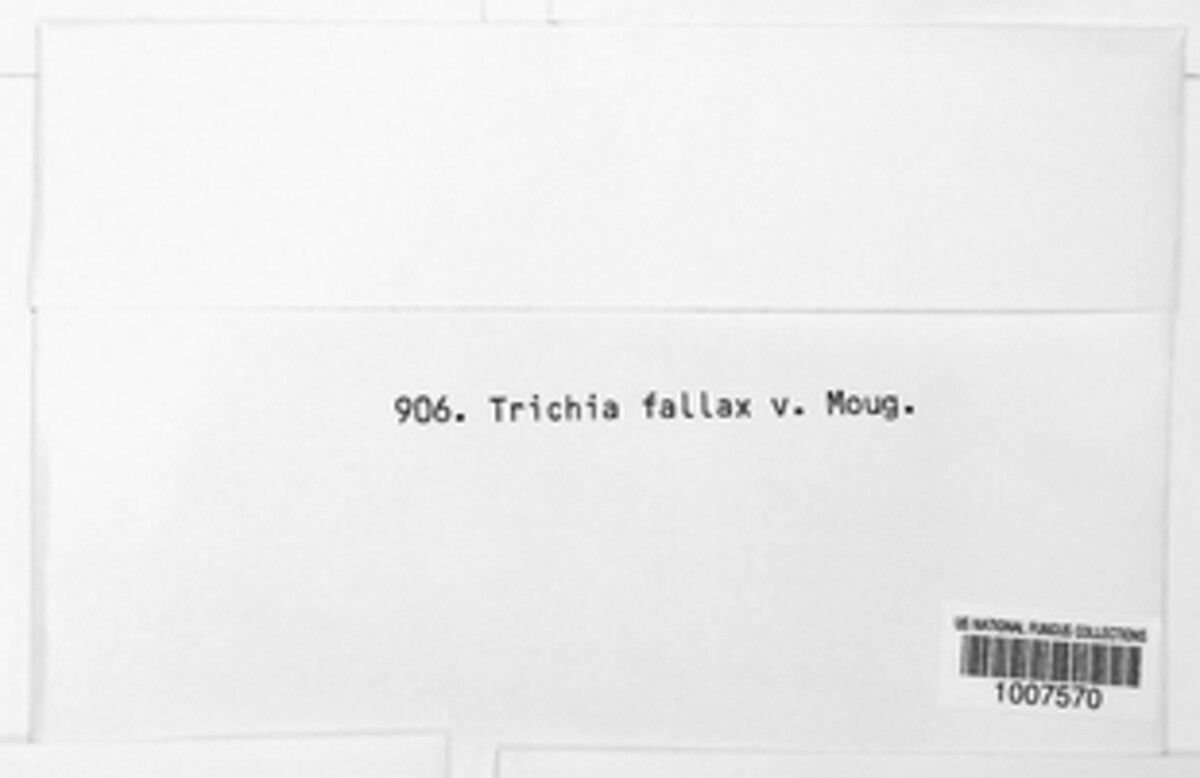 906. Trichia fallax v. Moug.
US NATIONAL FUNGUS COLLECTIONS
1007570